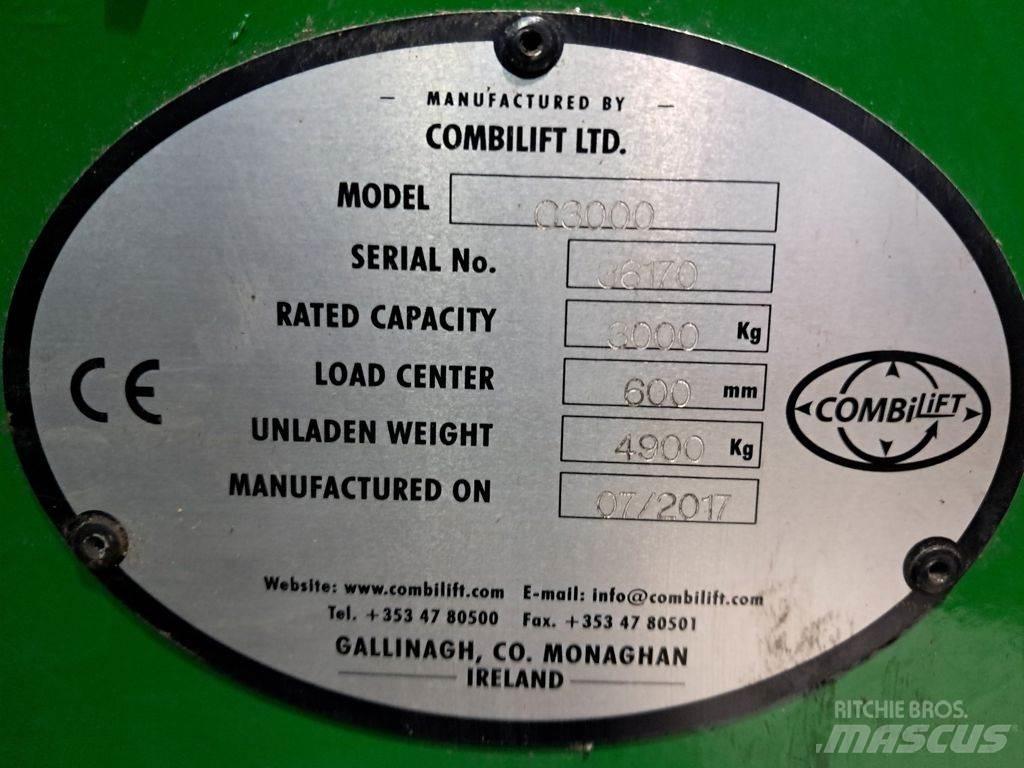 MANUFACTURED BY
COMBILIFT LTD.
MODEL C3000
SERIAL No. 36170
RATED CAPACITY 3000 Kg
LOAD CENTER 600 mm
UNLADEN WEIGHT 4900 Kg
MANUFACTURED ON 07/2017
CE
COMBiLiFT
Website: www.combilift.com E-mail: info@combilift.com
Tel. +353 47 80500 Fax. +353 47 80501
GALLINAGH, CO. MONAGHAN
IRELAND
RITCHIE BROS.
MASCUS